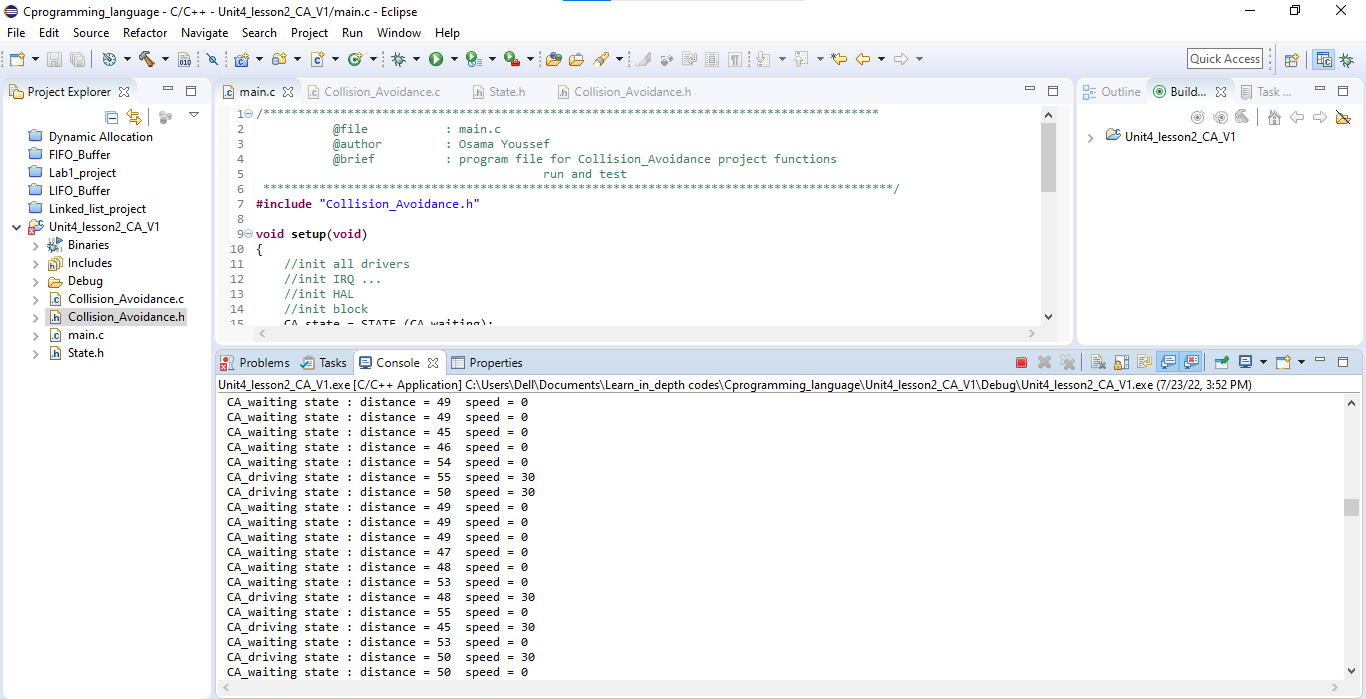 Cprogramming_language - C/C++ - Unit4_lesson2_CA_V1/main.c - Eclipse
File Edit Source Refactor Navigate Search Project Run Window Help
Quick Access
Project Explorer
Dynamic Allocation
FIFO_Buffer
Lab1_project
LIFO_Buffer
Linked_list_project
Unit4_lesson2_CA_V1
Binaries
Includes
Debug
Collision_Avoidance.c
Collision_Avoidance.h
main.c
State.h
main.c Collision_Avoidance.c State.h Collision_Avoidance.h
1 /****************************************************************************************
2 @file : main.c
3 @author : Osama Youssef
4 @brief : program file for Collision_Avoidance project functions
5 run and test
6 ******************************************************************************************/
7 #include "Collision_Avoidance.h"
8
9 void setup(void)
10 {
11 //init all drivers
12 //init IRQ ...
13 //init HAL
14 //init block
15 CA_state = STATE (CA_waiting);
Outline Build... Task ...
Unit4_lesson2_CA_V1
Problems Tasks Console Properties
Unit4_lesson2_CA_V1.exe [C/C++ Application] C:\Users\Dell\Documents\Learn_in_depth codes\Cprogramming_language\Unit4_lesson2_CA_V1\Debug\Unit4_lesson2_CA_V1.exe (7/23/22, 3:52 PM)
CA_waiting state : distance = 49 speed = 0
CA_waiting state : distance = 49 speed = 0
CA_waiting state : distance = 45 speed = 0
CA_waiting state : distance = 46 speed = 0
CA_waiting state : distance = 54 speed = 0
CA_driving state : distance = 55 speed = 30
CA_driving state : distance = 50 speed = 30
CA_waiting state : distance = 49 speed = 0
CA_waiting state : distance = 49 speed = 0
CA_waiting state : distance = 49 speed = 0
CA_waiting state : distance = 47 speed = 0
CA_waiting state : distance = 48 speed = 0
CA_waiting state : distance = 53 speed = 0
CA_driving state : distance = 48 speed = 30
CA_waiting state : distance = 55 speed = 0
CA_driving state : distance = 45 speed = 30
CA_waiting state : distance = 53 speed = 0
CA_driving state : distance = 50 speed = 30
CA_waiting state : distance = 50 speed = 0